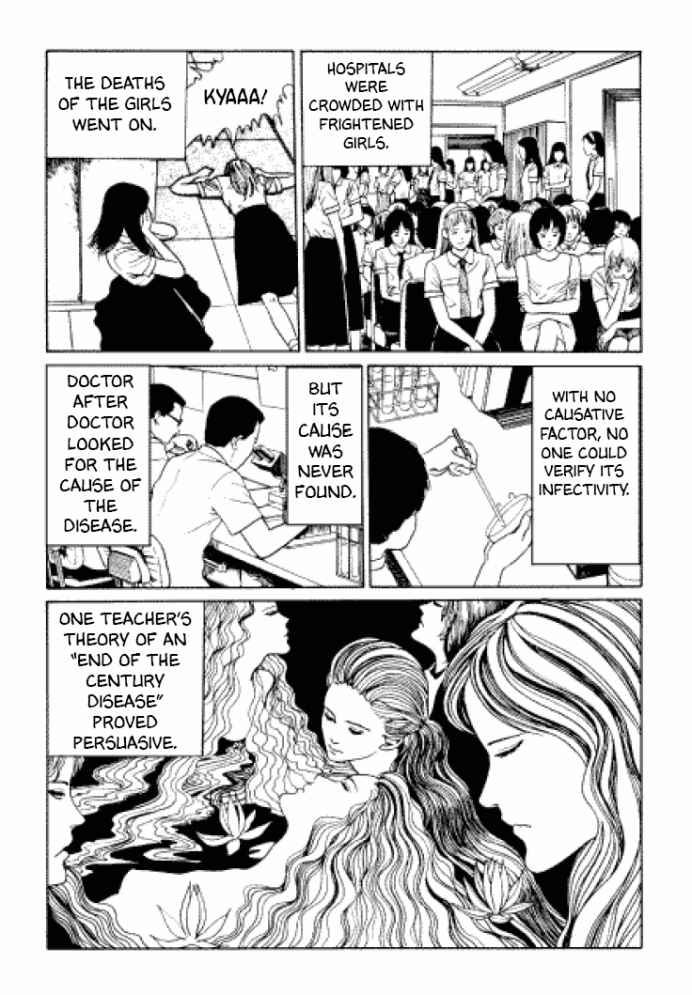 THE DEATHS
OF THE GIRLS
WENT ON.
KYAAA!
HOSPITALS
WERE
CROWDED WITH
FRIGHTENED
GIRLS.
DOCTOR
AFTER
DOCTOR
LOOKED
FOR THE
CAUSE OF
THE
DISEASE.
BUT
ITS
CAUSE
WAS
NEVER
FOUND.
WITH NO
CAUSATIVE
FACTOR, NO
ONE COULD
VERIFY ITS
INFECTIVITY.
ONE TEACHER'S
THEORY OF AN
"END OF THE
CENTURY
DISEASE"
PROVED
PERSUASIVE.